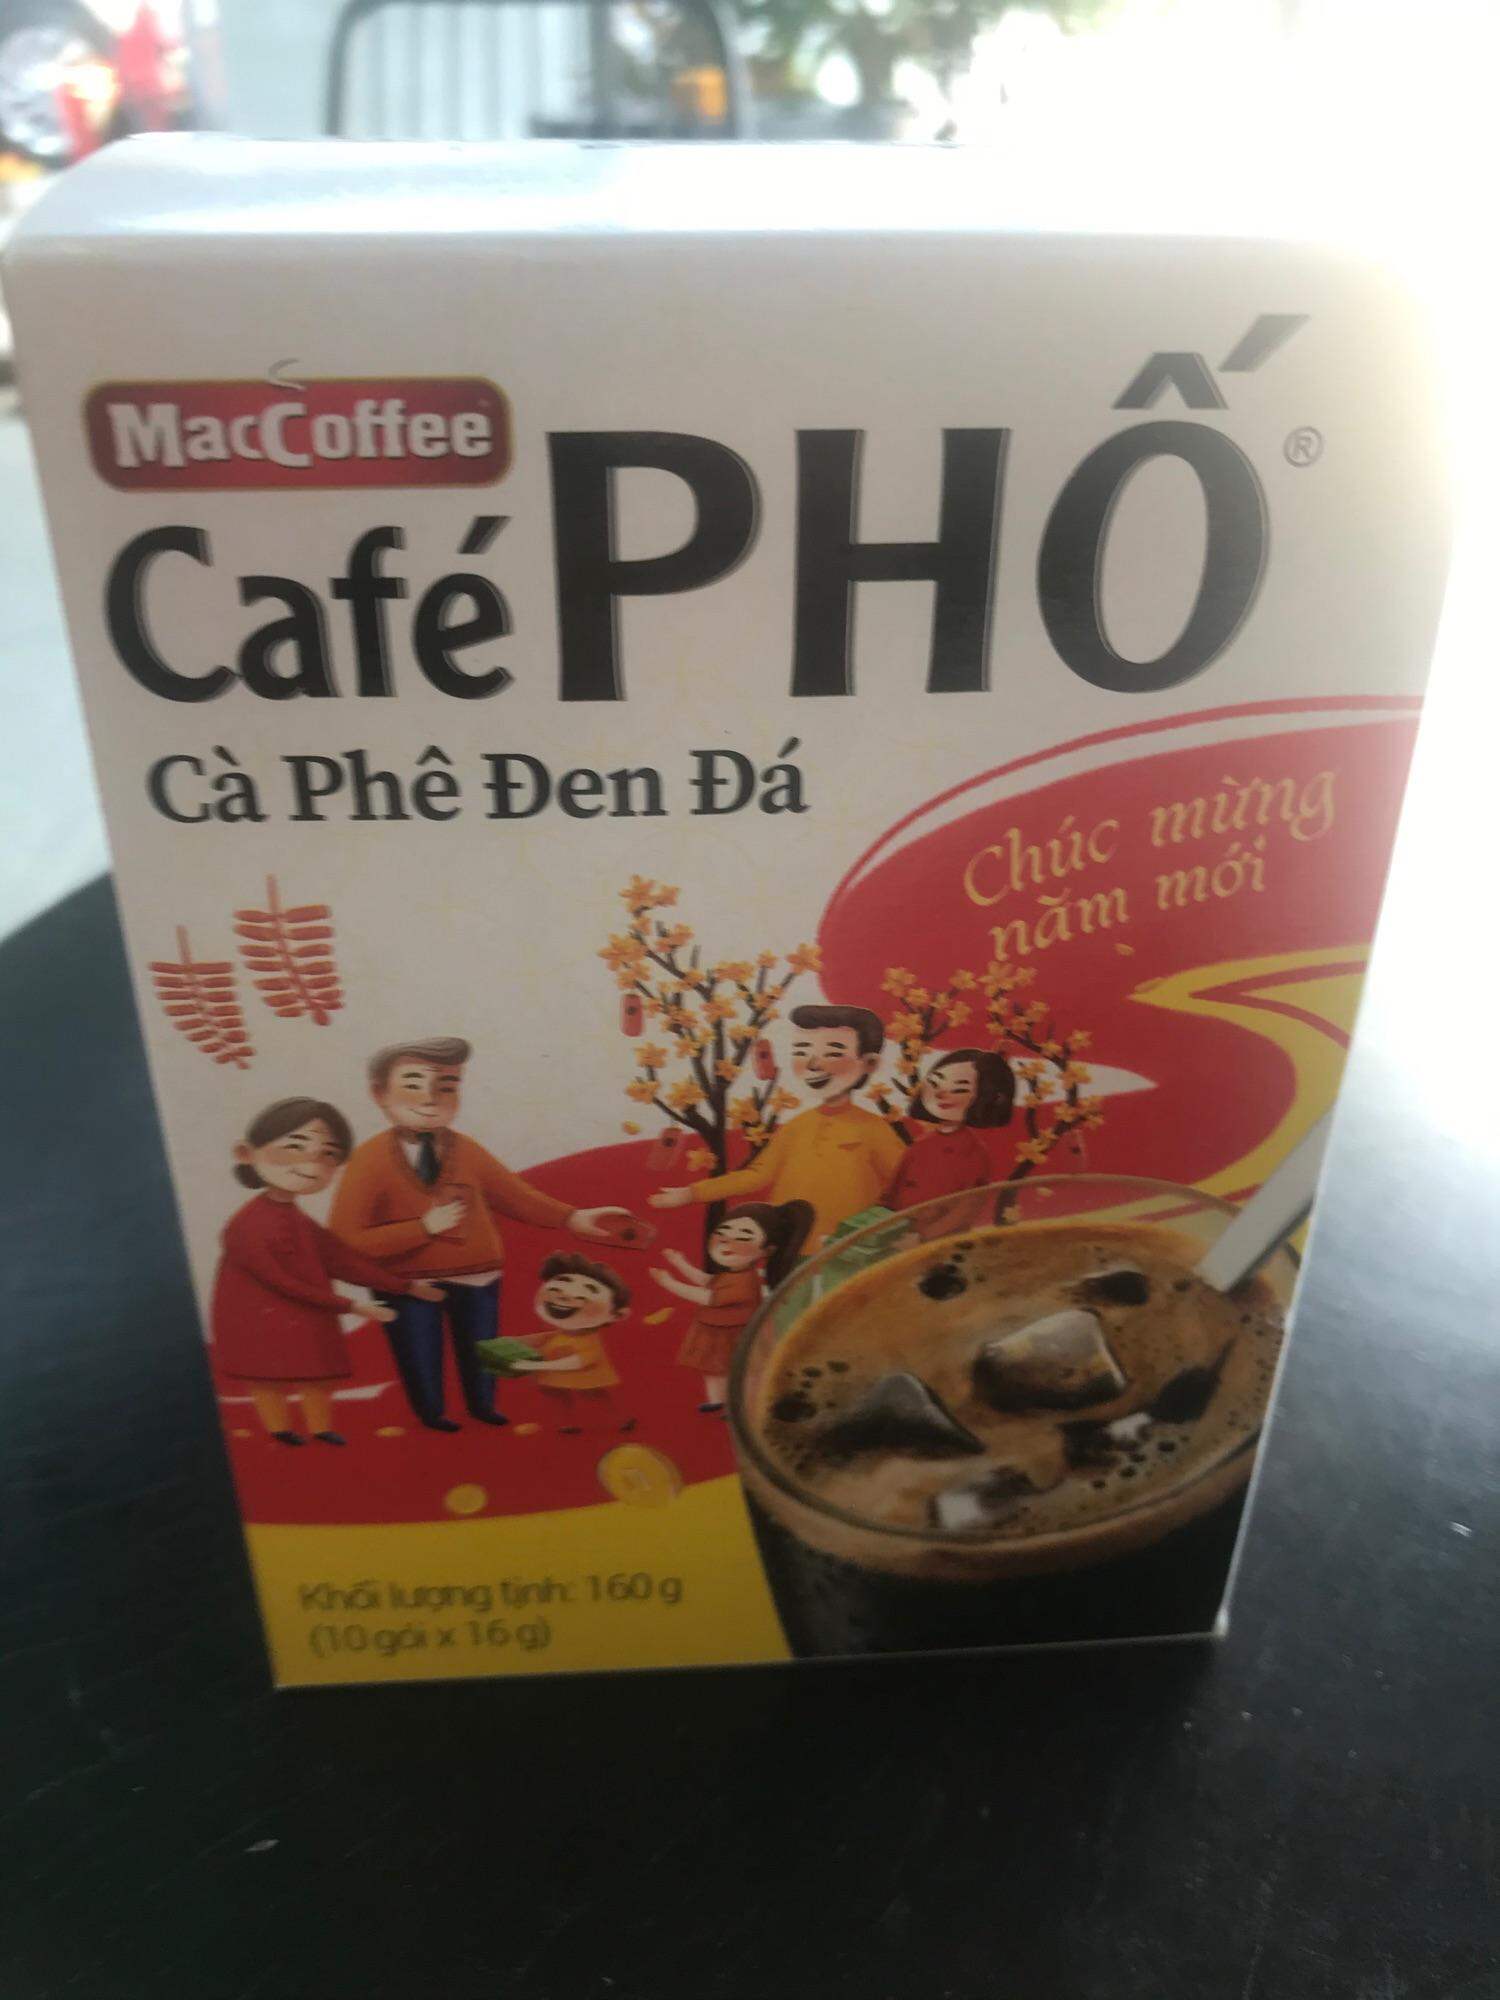 MacCoffee
Café PHỐ®
Cà Phê Đen Đá
Chúc mừng
năm mới
Khối lượng tịnh: 160 g
(10 gói x 16 g)